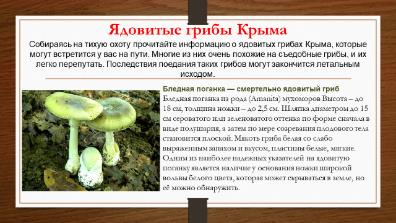 Ядовитые грибы Крыма
Собираясь на тихую охоту прочитайте информацию о ядовитых грибах Крыма, которые
могут встретится у вас на пути. Многие из них очень похожие на съедобные грибы, и их
легко перепутать. Последствия поедания таких грибов могут закончится летальным
исходом.
Бледная поганка — смертельно ядовитый гриб
Бледная поганка из рода (Amanita) мухоморов Высота – до
18 см, толщина ножки – до 2,5 см. Шляпка диаметром до 15
см сероватого или зеленоватого оттенка по форме сначала в
виде полушария, а затем по мере созревания плодового тела
становится плоской. Мякоть гриба белая со слабо
выраженным запахом и вкусом, пластины белые, мягкие.
Одним из наиболее надежных указателей на ядовитую
поганку является наличие у основания ножки широкой
вольвы белого цвета, которая может скрываться в земле, но
её можно обнаружить.